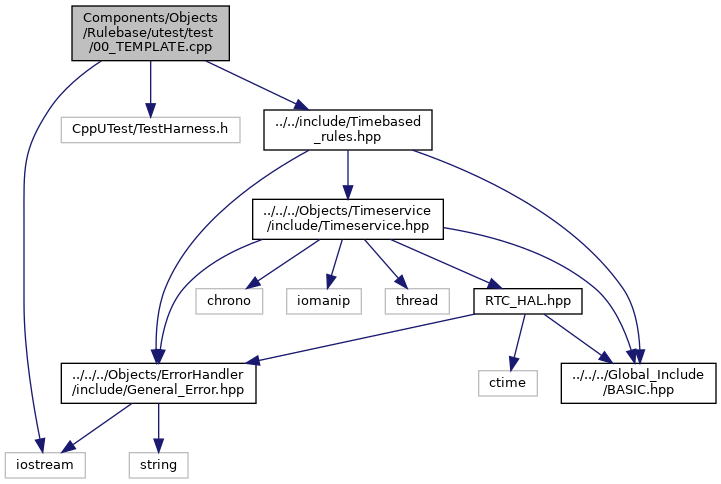 Components/Objects
/Rulebase/utest/test
/00_TEMPLATE.cpp
CppUTest/TestHarness.h
../../include/Timebased
_rules.hpp
../../../Objects/Timeservice
/include/Timeservice.hpp
chrono
iomanip
thread
RTC_HAL.hpp
../../../Objects/ErrorHandler
/include/General_Error.hpp
ctime
../../../Global_Include
/BASIC.hpp
iostream
string